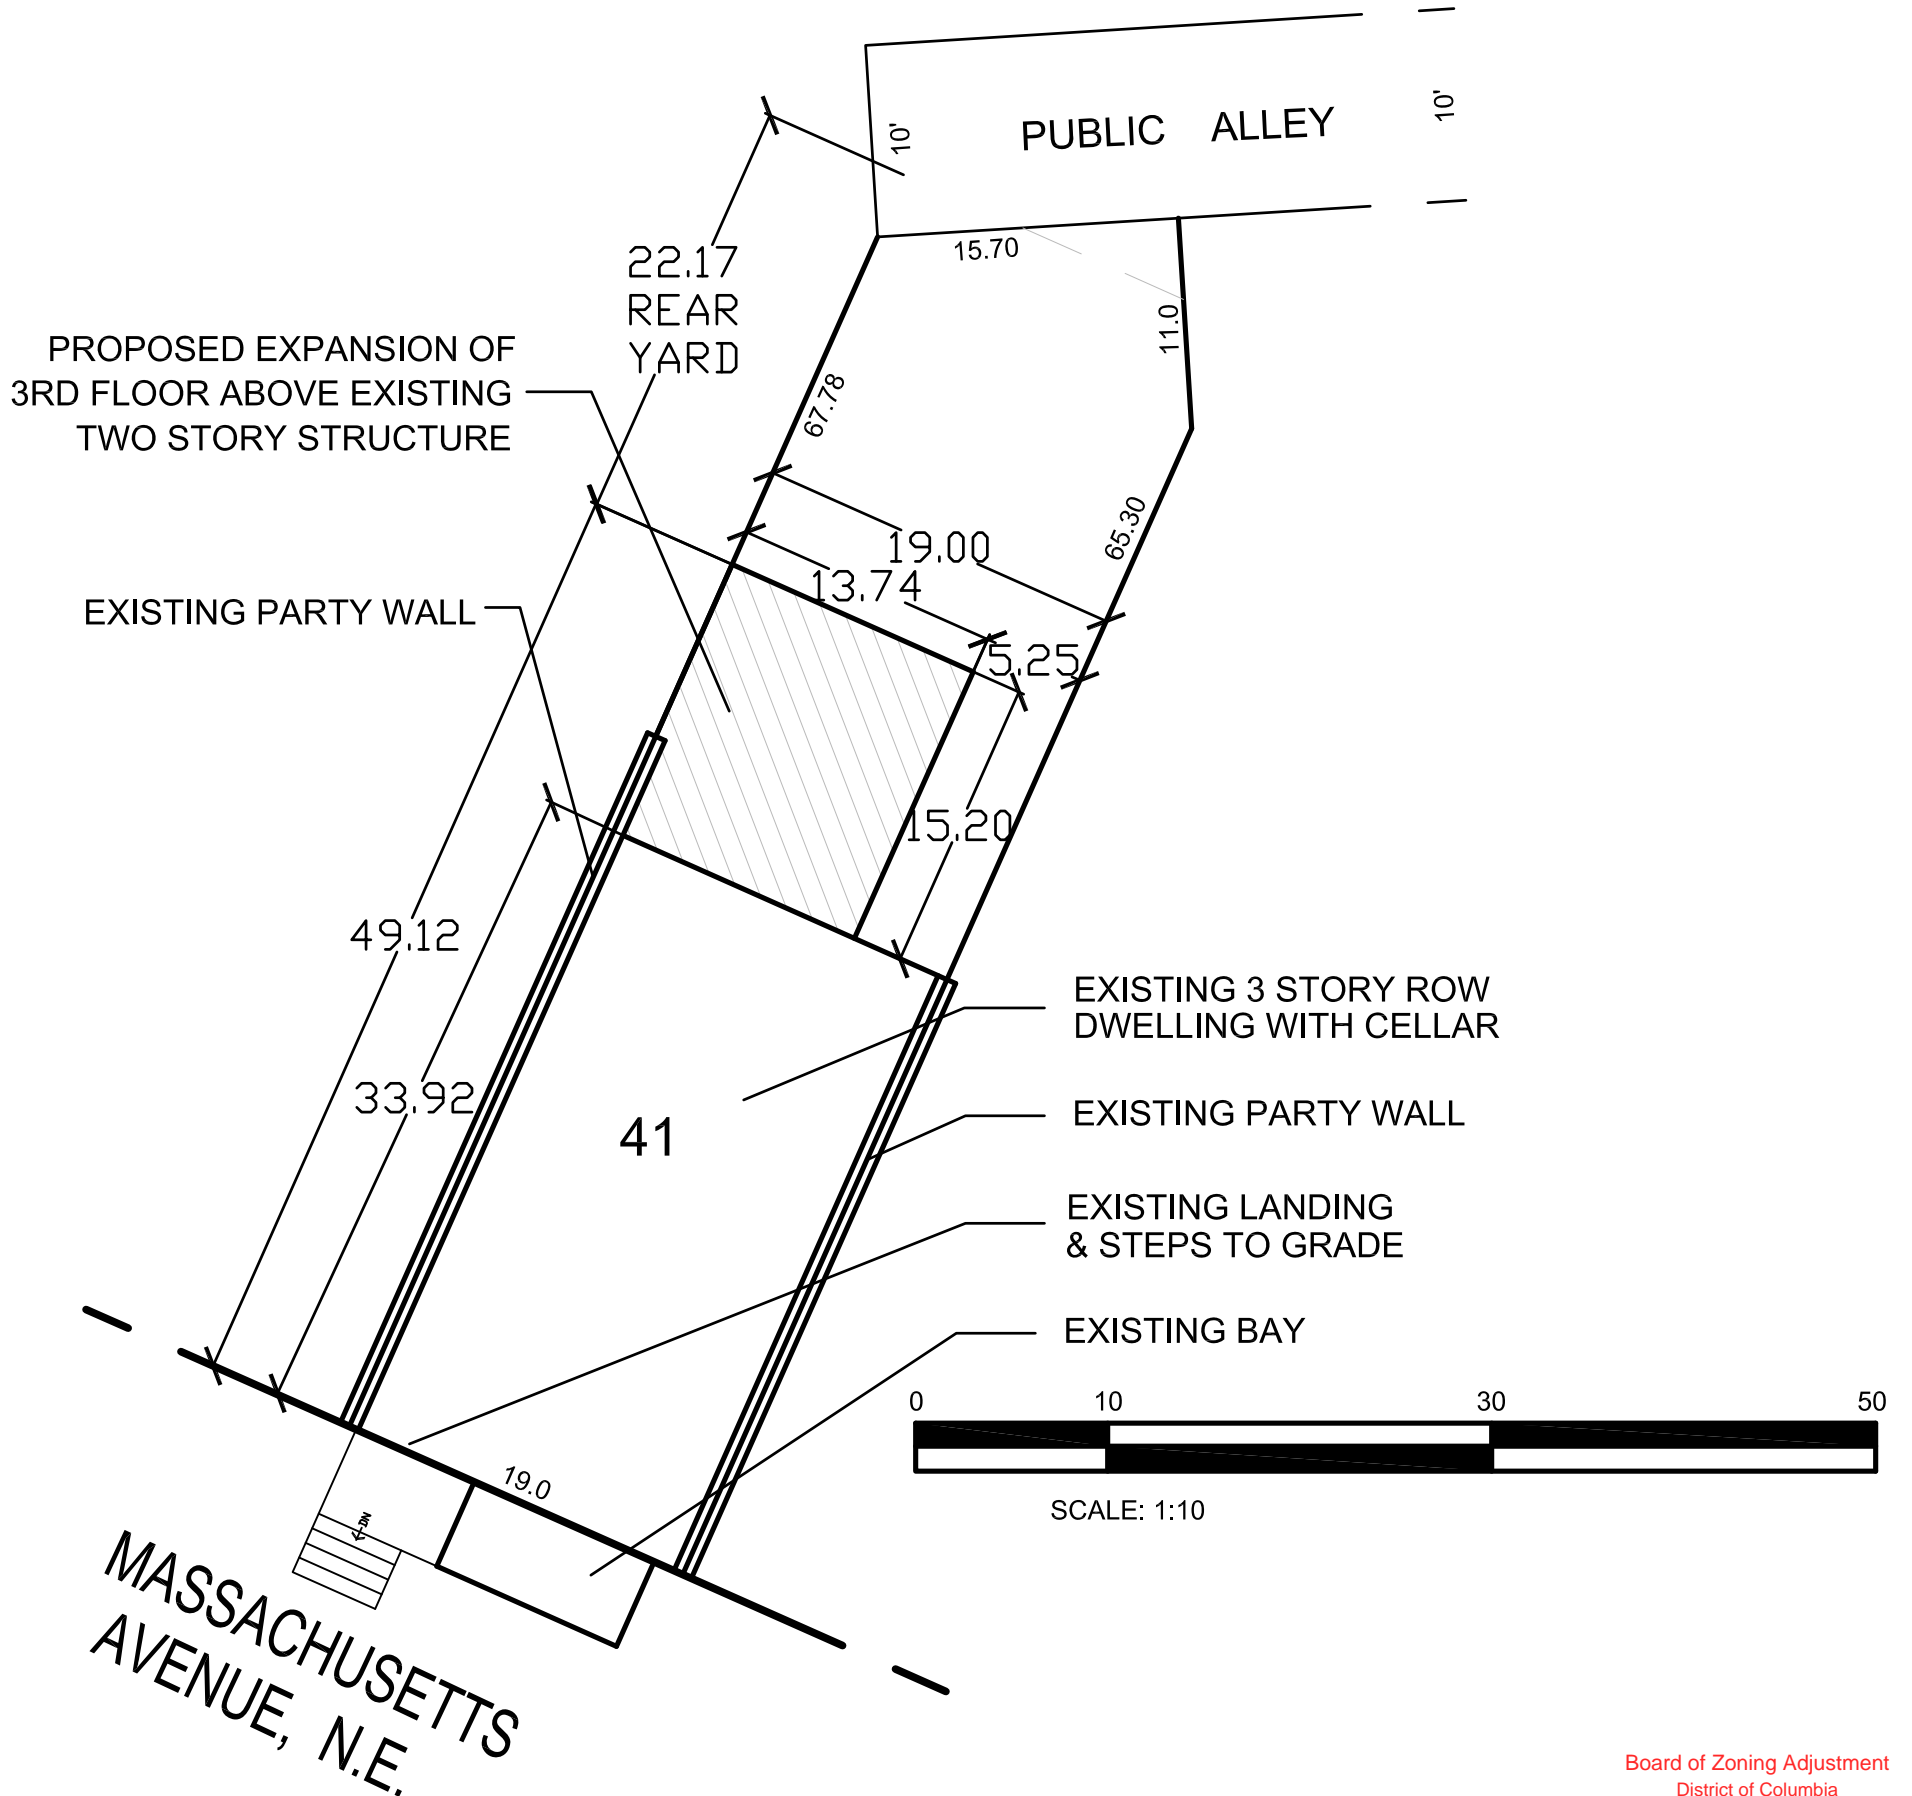 10'
10'
PUBLIC ALLEY
15.70
22.17
REAR
YARD
11.0
PROPOSED EXPANSION OF
3RD FLOOR ABOVE EXISTING
TWO STORY STRUCTURE
67.78
65.30
19.00
13.74
EXISTING PARTY WALL
5.25
15.20
49.12
EXISTING 3 STORY ROW
DWELLING WITH CELLAR
33.92
41
EXISTING PARTY WALL
EXISTING LANDING
& STEPS TO GRADE
EXISTING BAY
0 10 30 50
SCALE: 1:10
19.0
DN
MASSACHUSETTS
AVENUE, N.E.
Board of Zoning Adjustment
District of Columbia